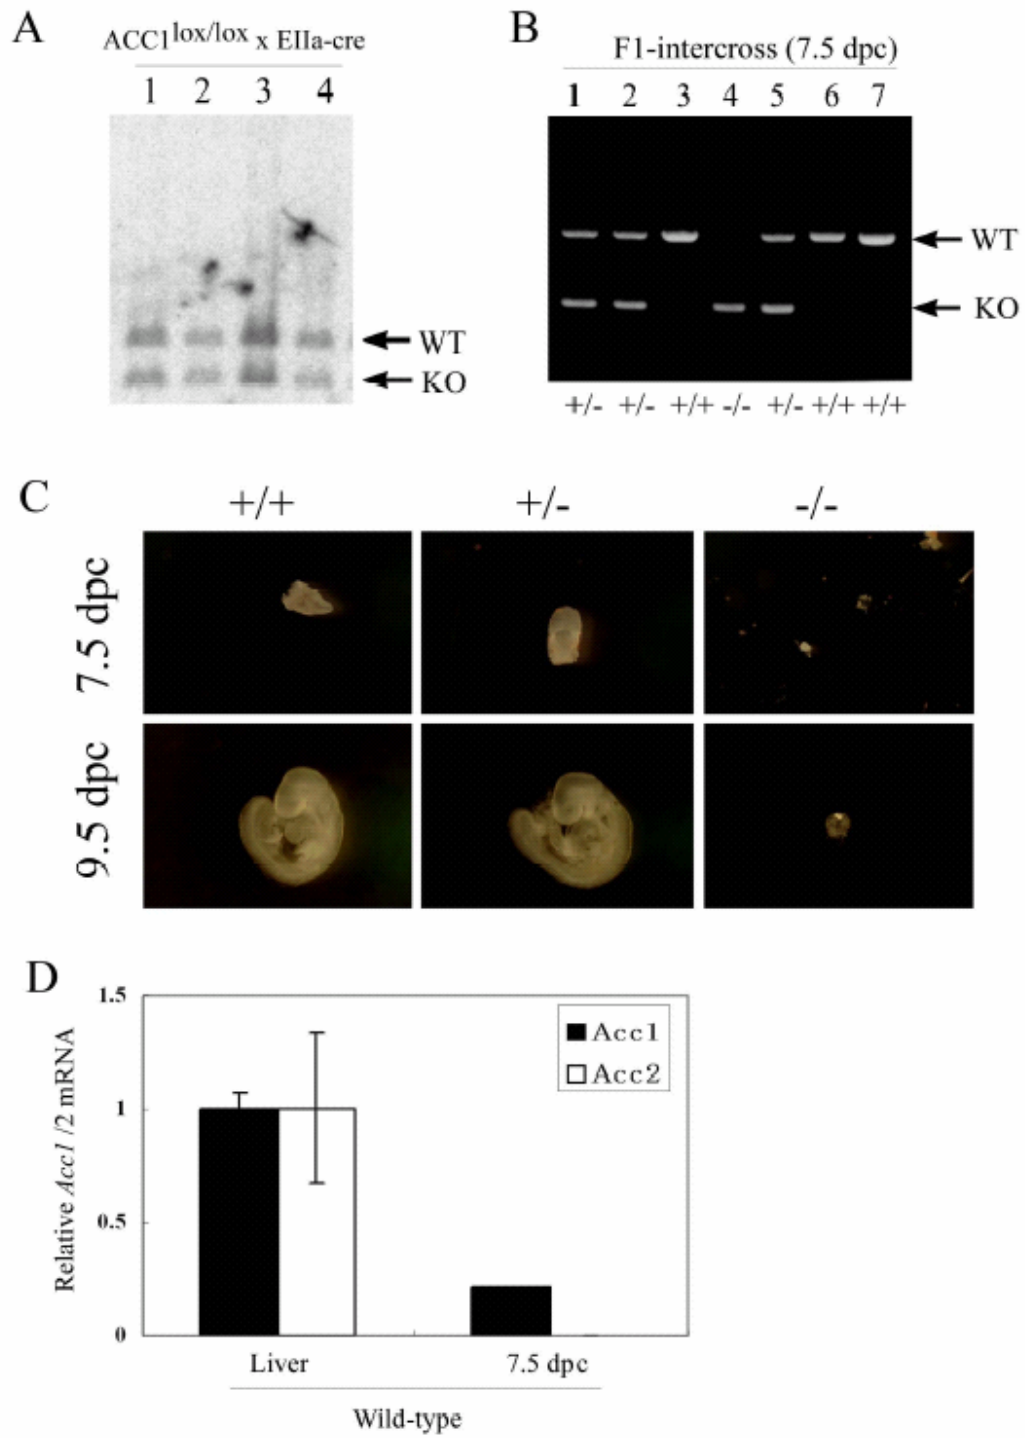 A
ACC1lox/lox x EIIa-cre
1 2 3 4
WT
KO
B
F1-intercross (7.5 dpc)
1 2 3 4 5 6 7
WT
KO
+/- +/- +/+ -/- +/- +/+ +/+
C
+/+ +/- -/-
7.5 dpc
9.5 dpc
D
Relative Acc1 /2 mRNA
1.5
1
0.5
0
Acc1
Acc2
Liver 7.5 dpc
Wild-type